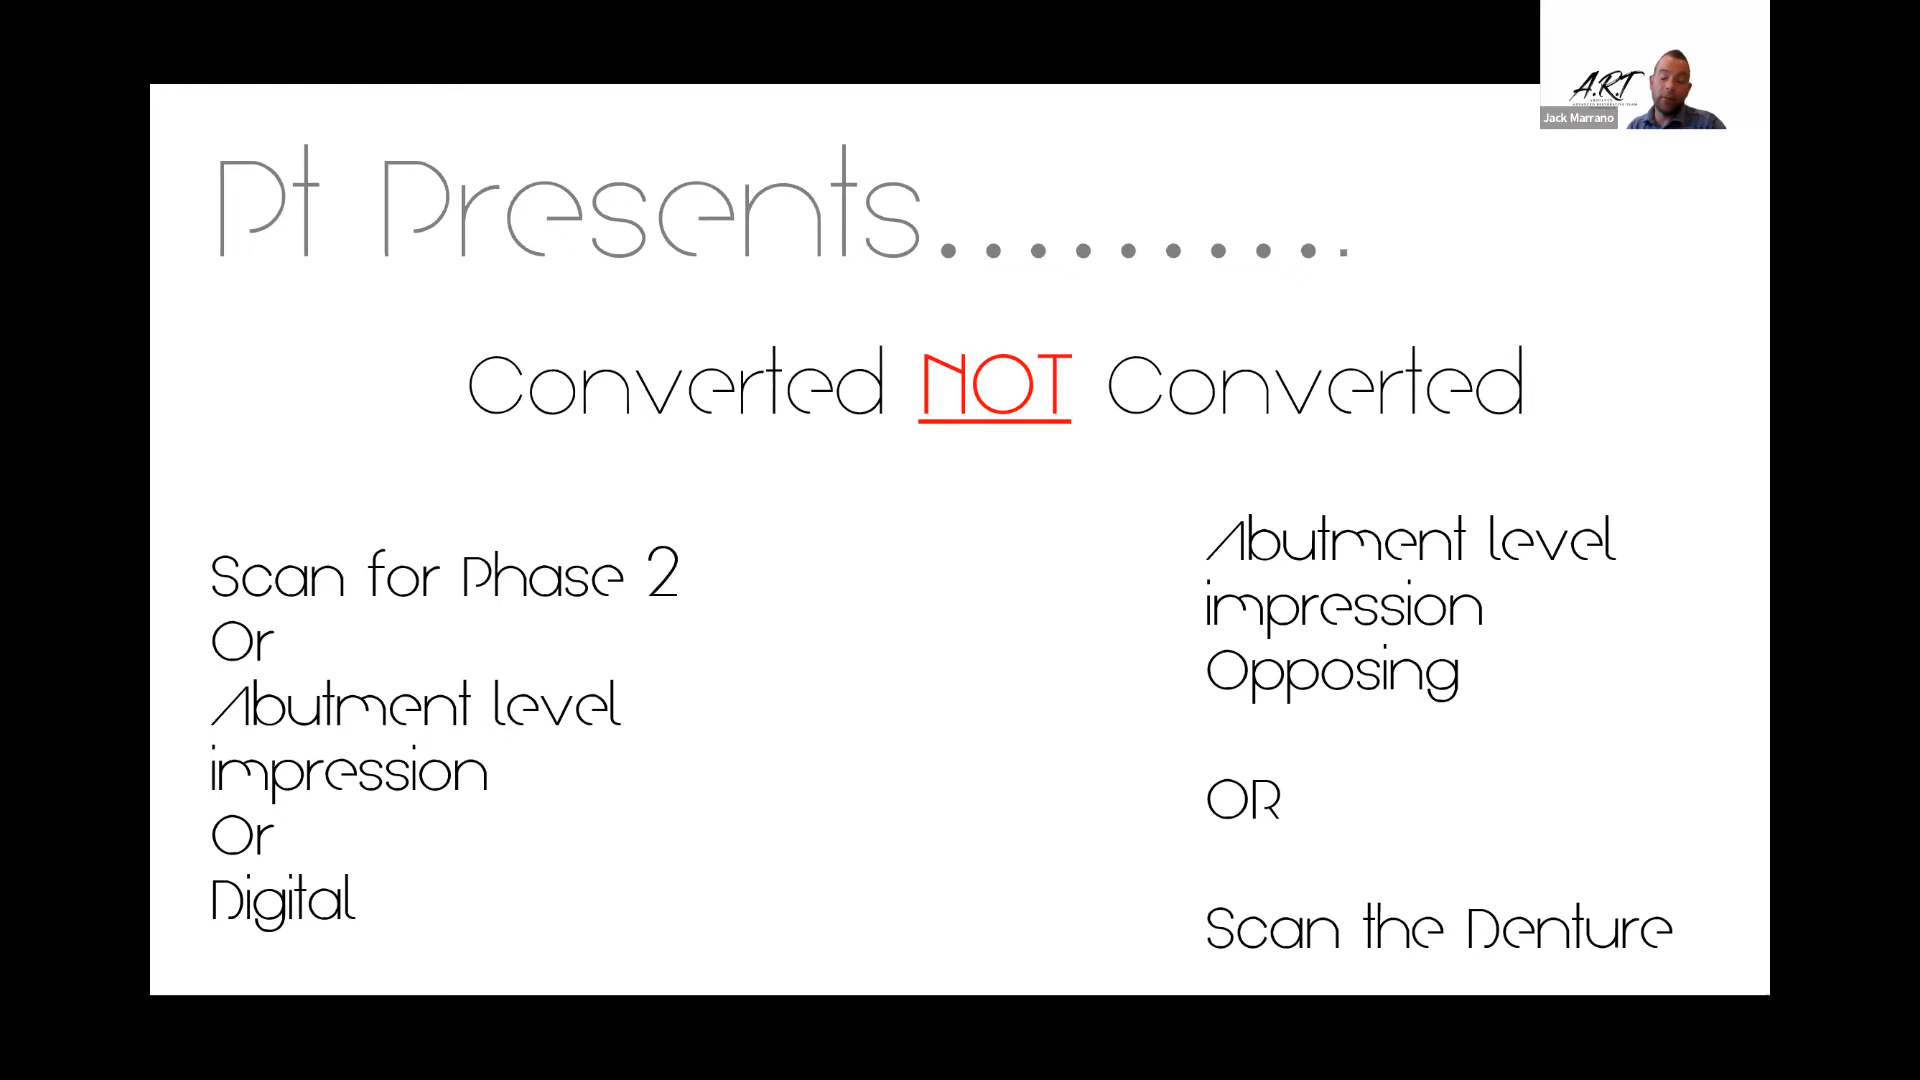 A.R.T
Jack Marrano
Pt Presents..........
Converted NOT Converted
Scan for Phase 2
Or
Abutment level
impression
Or
Digital
Abutment level
impression
Opposing
OR
Scan the Denture